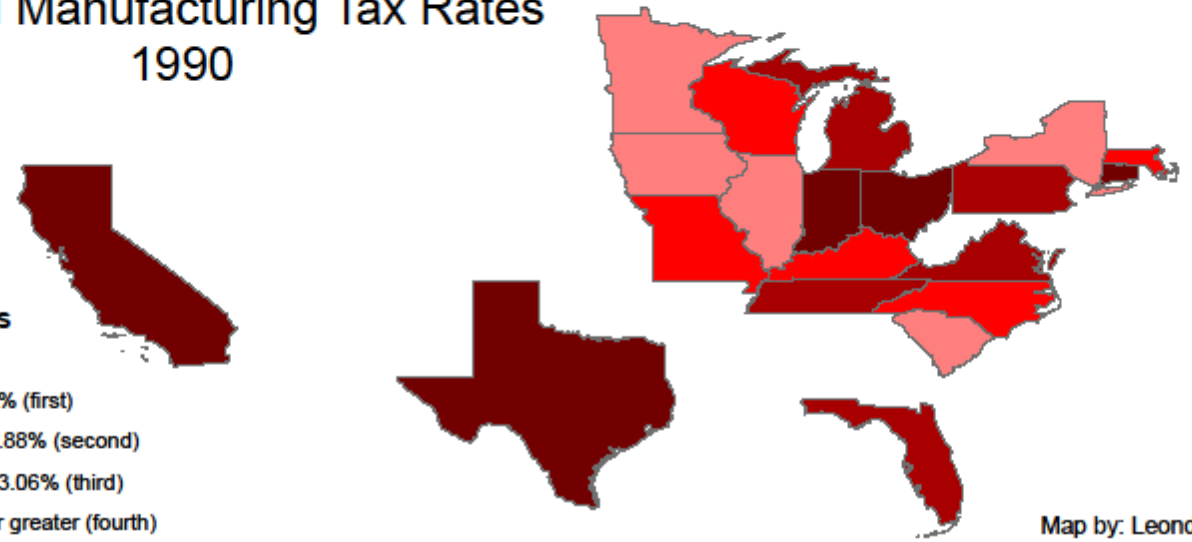 Manufacturing Tax Rates
1990
s
% (first)
.88% (second)
3.06% (third)
r greater (fourth)
Map by: Leonc